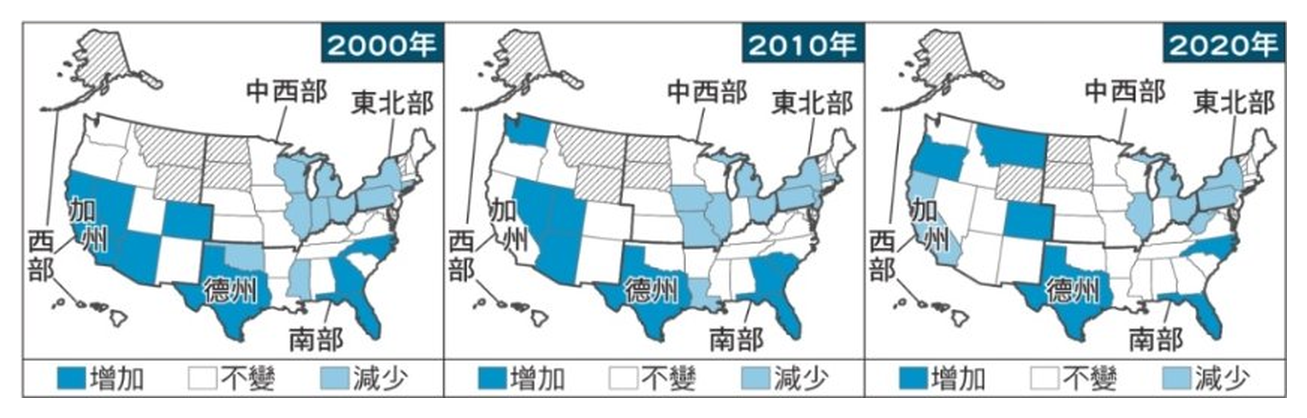 2000年
中西部
東北部
加州
西部
德州
南部
增加
不變
減少
2010年
中西部
東北部
加州
西部
德州
南部
增加
不變
減少
2020年
中西部
東北部
加州
西部
德州
南部
增加
不變
減少